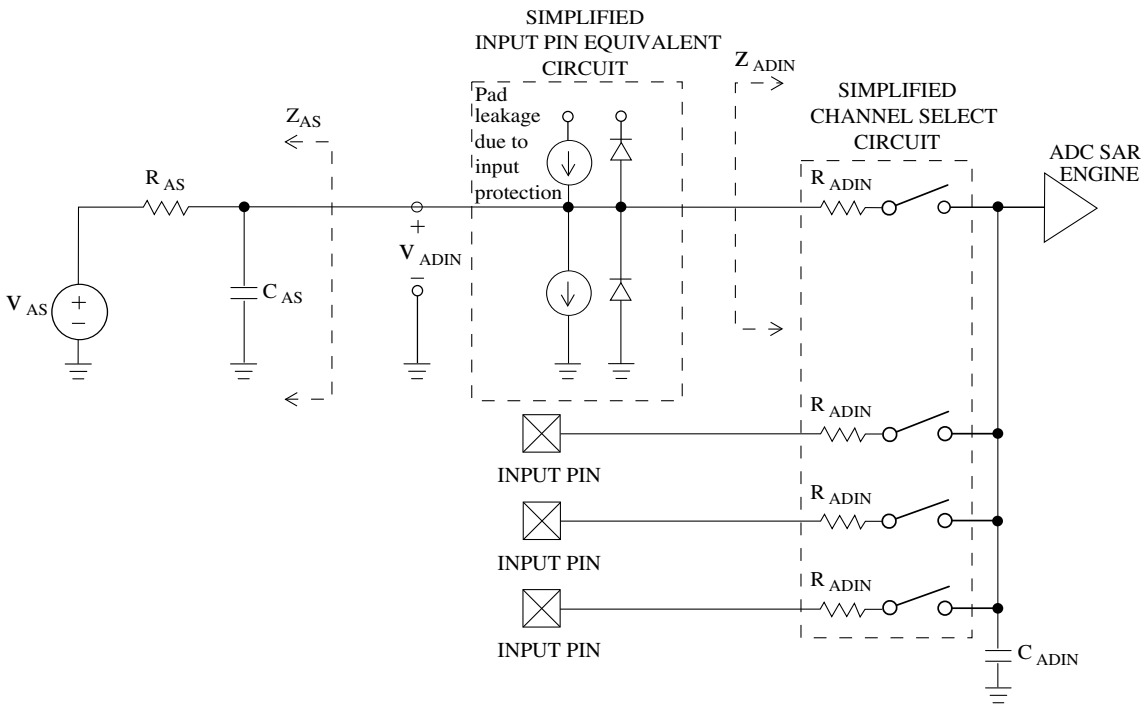 SIMPLIFIED
INPUT PIN EQUIVALENT
CIRCUIT
Z ADIN
SIMPLIFIED
CHANNEL SELECT
CIRCUIT
ADC SAR
ENGINE
Pad
leakage
due to
input
protection
Z AS
R AS
R ADIN
+
V ADIN
−
V AS
+
−
C AS
R ADIN
INPUT PIN
R ADIN
INPUT PIN
R ADIN
INPUT PIN
C ADIN